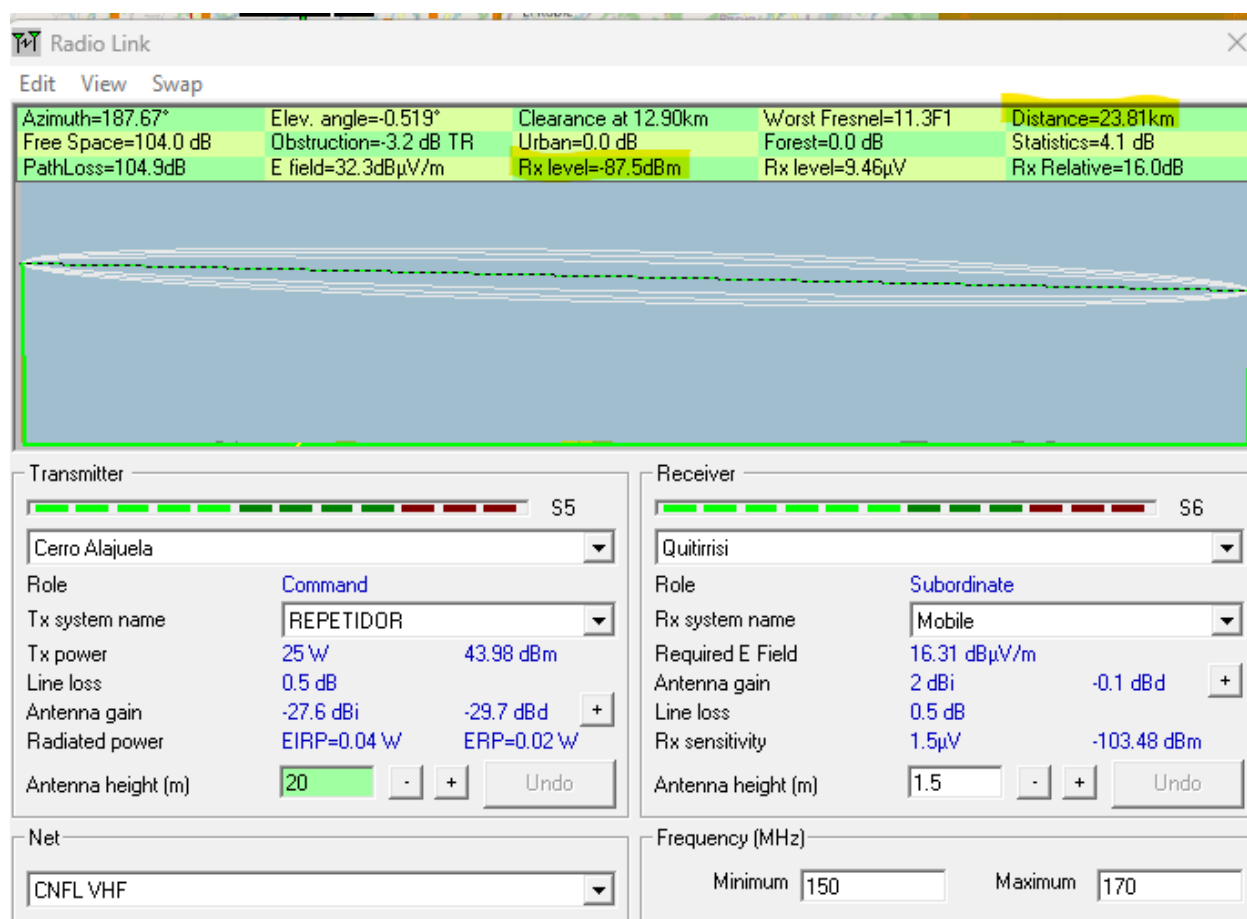 Radio Link
Edit View Swap
Azimuth=187.67° Elev. angle=-0.519° Clearance at 12.90km Worst Fresnel=11.3F1 Distance=23.81km
Free Space=104.0 dB Obstruction=-3.2 dB TR Urban=0.0 dB Forest=0.0 dB Statistics=4.1 dB
PathLoss=104.9dB E field=32.3dBµV/m Rx level=-87.5dBm Rx level=9.46µV Rx Relative=16.0dB
Transmitter Receiver
S5 S6
Cerro Alajuela Quitirrisi
Role Command Role Subordinate
Tx system name REPETIDOR Rx system name Mobile
Tx power 25 W 43.98 dBm Required E Field 16.31 dBµV/m
Line loss 0.5 dB Antenna gain 2 dBi -0.1 dBd +
Antenna gain -27.6 dBi -29.7 dBd + Line loss 0.5 dB
Radiated power EIRP=0.04 W ERP=0.02 W Rx sensitivity 1.5µV -103.48 dBm
Antenna height (m) 20 - + Undo Antenna height (m) 1.5 - + Undo
Net Frequency (MHz)
CNFL VHF Minimum 150 Maximum 170